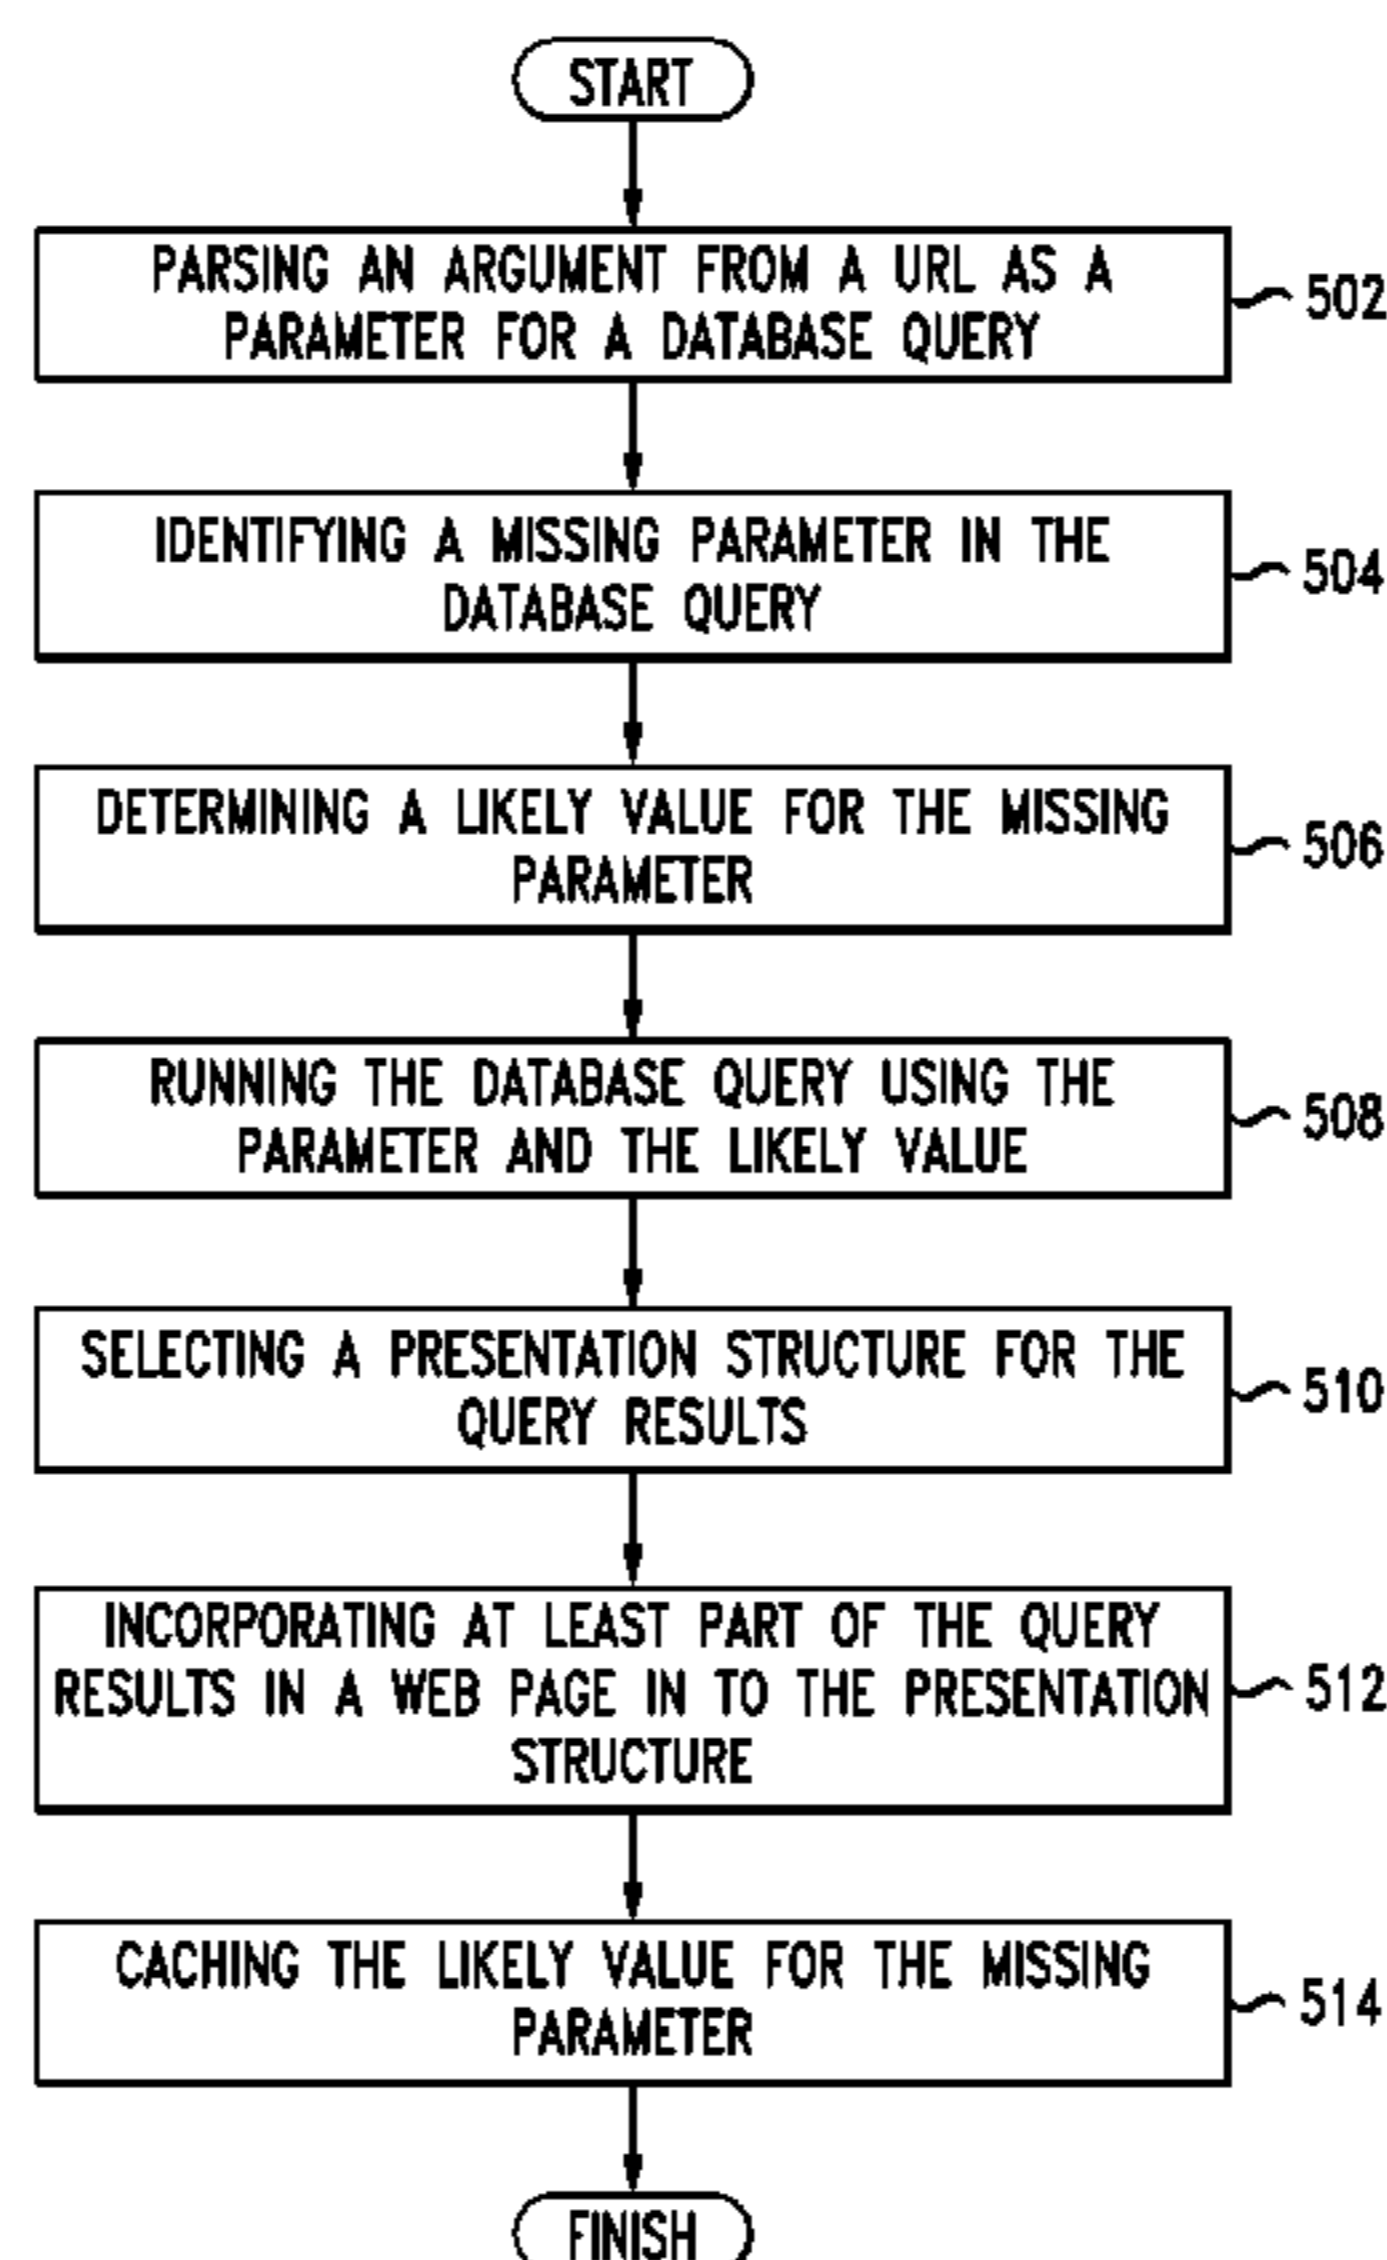 START
PARSING AN ARGUMENT FROM A URL AS A
PARAMETER FOR A DATABASE QUERY
502
IDENTIFYING A MISSING PARAMETER IN THE
DATABASE QUERY
504
DETERMINING A LIKELY VALUE FOR THE MISSING
PARAMETER
506
RUNNING THE DATABASE QUERY USING THE
PARAMETER AND THE LIKELY VALUE
508
SELECTING A PRESENTATION STRUCTURE FOR THE
QUERY RESULTS
510
INCORPORATING AT LEAST PART OF THE QUERY
RESULTS IN A WEB PAGE IN TO THE PRESENTATION
STRUCTURE
512
CACHING THE LIKELY VALUE FOR THE MISSING
PARAMETER
514
FINISH